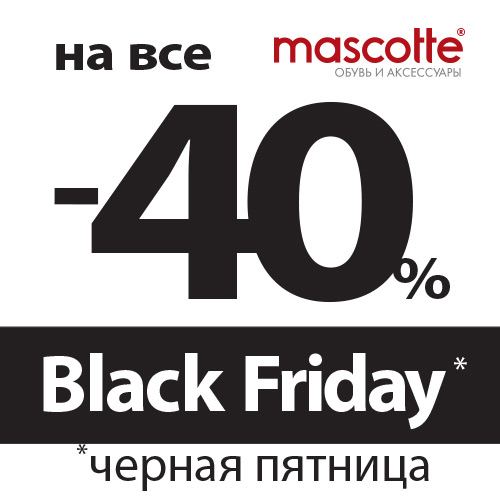 на все
mascotte®
ОБУВЬ И АКСЕССУАРЫ
-40%
Black Friday*
*черная пятница